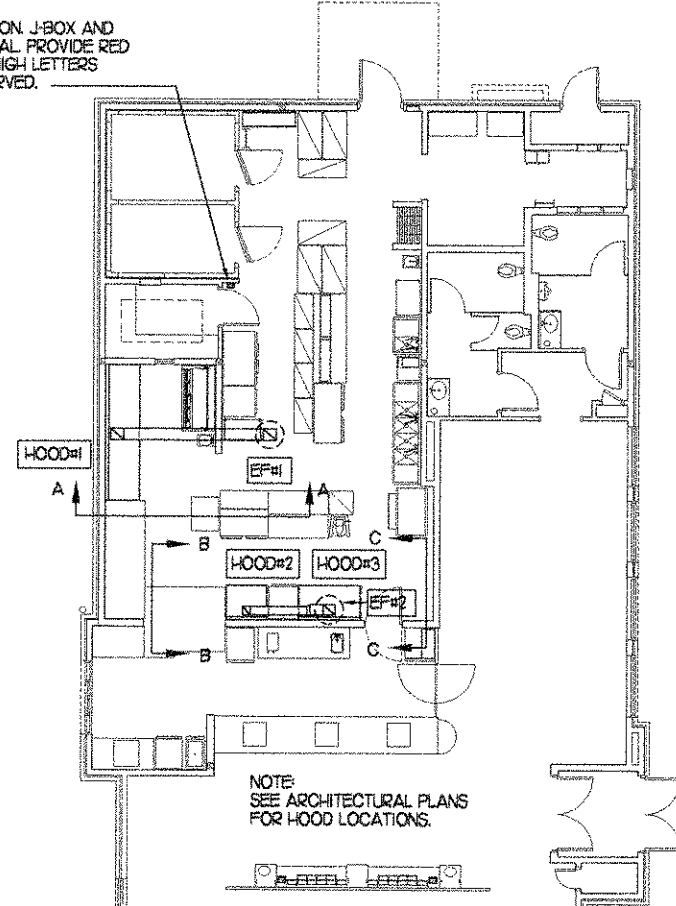 ON. J-BOX AND
AL. PROVIDE RED
HIGH LETTERS
RVED.
HOOD#1
EF#1
A
A
B
C
HOOD#2
HOOD#3
EF#2
B
C
NOTE:
SEE ARCHITECTURAL PLANS
FOR HOOD LOCATIONS.